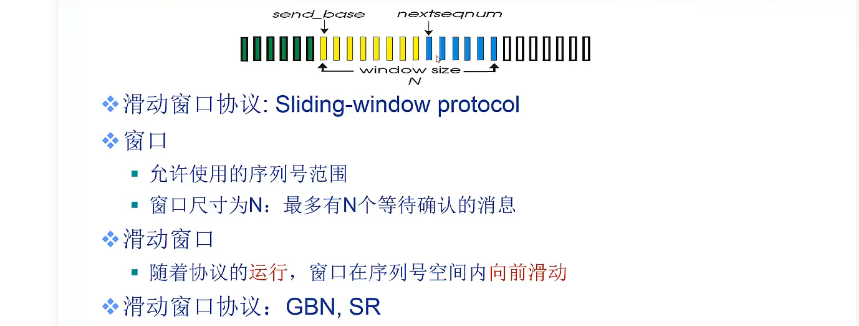 send_base nextseqnum
window size
N
滑动窗口协议: Sliding-window protocol
窗口
允许使用的序列号范围
窗口尺寸为N：最多有N个等待确认的消息
滑动窗口
随着协议的运行，窗口在序列号空间内向前滑动
滑动窗口协议：GBN, SR